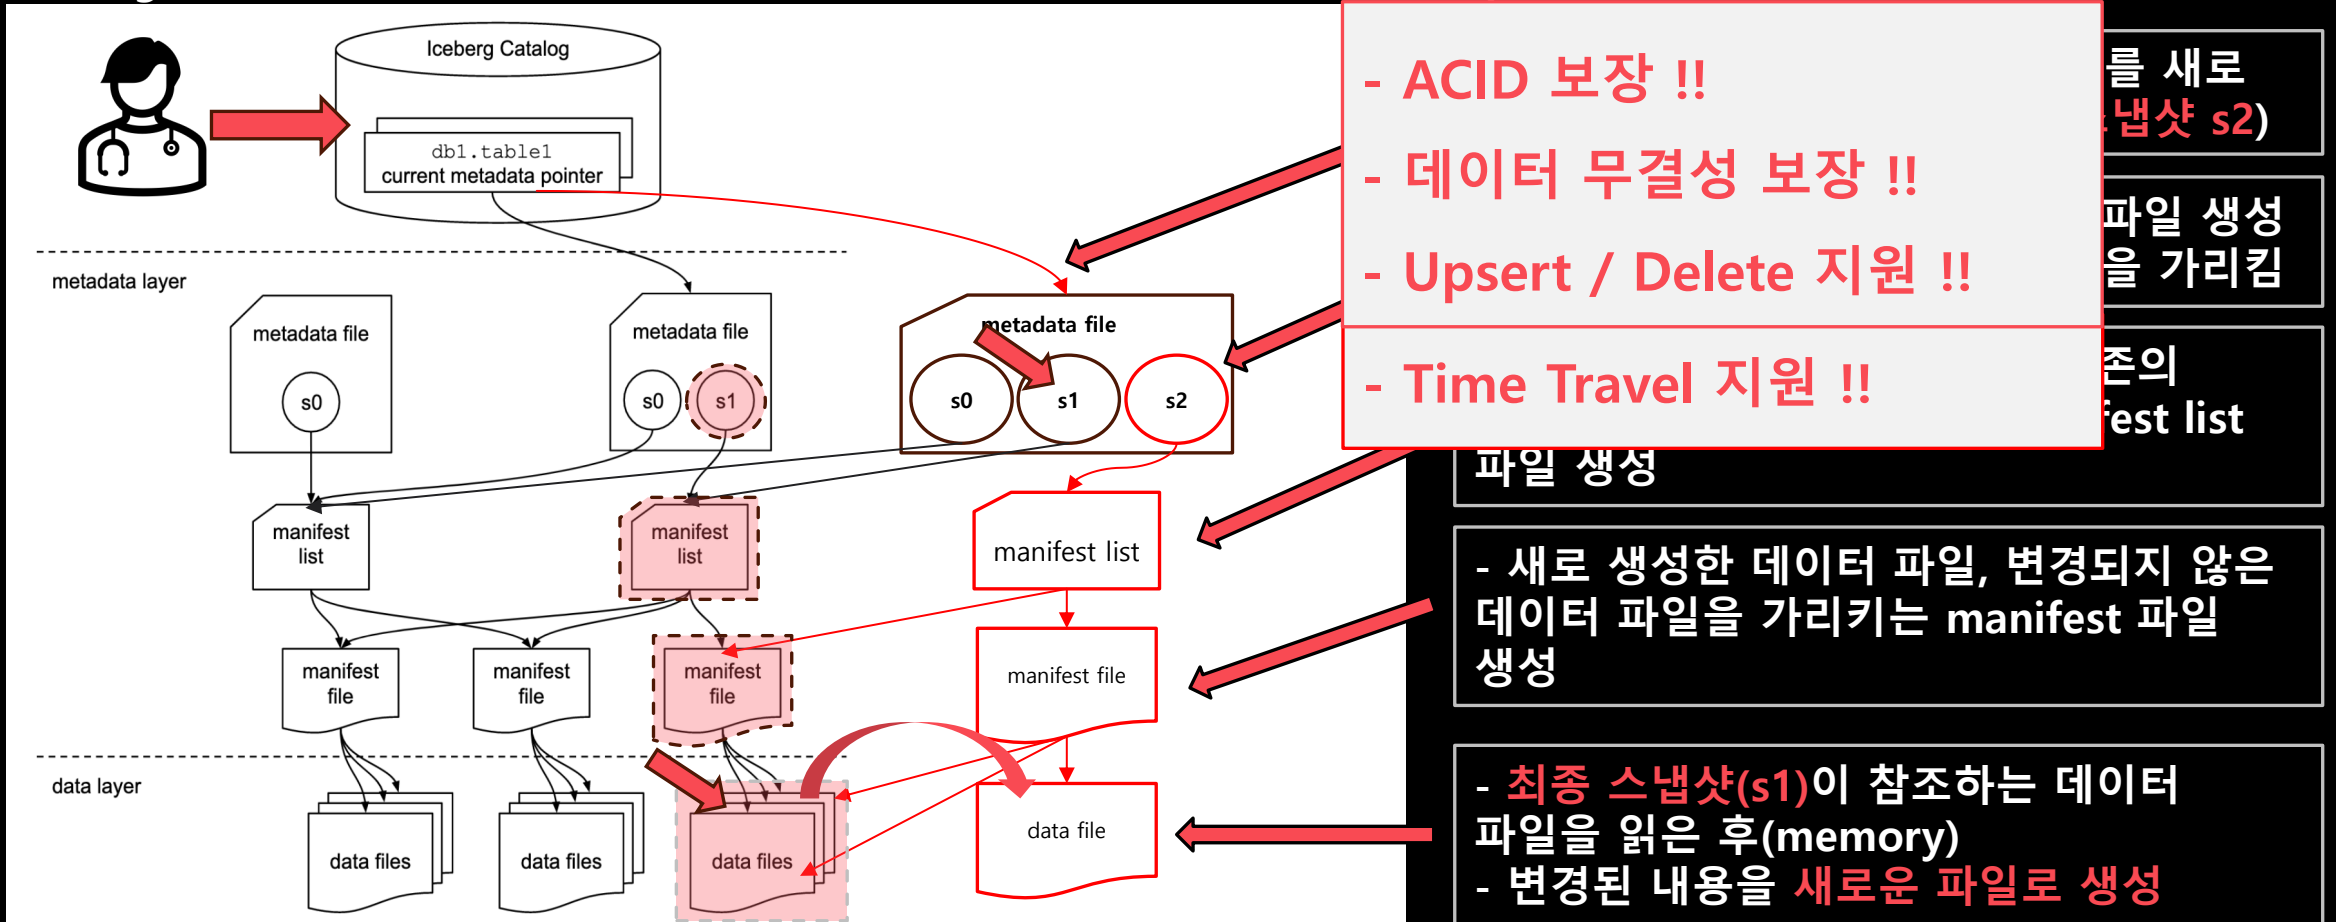 Iceberg Catalog
db1.table1
current metadata pointer
metadata layer
metadata file
s0
metadata file
s0
s1
metadata file
s0
s1
s2
manifest
list
manifest
list
manifest list
manifest
file
manifest
file
manifest
file
manifest file
data layer
data files
data files
data files
data file
- ACID 보장 !!
- 데이터 무결성 보장 !!
- Upsert / Delete 지원 !!
- Time Travel 지원 !!
를 새로
냅샷 s2)
파일 생성
을 가리킴
존의
fest list
파일 생성
- 새로 생성한 데이터 파일, 변경되지 않은
데이터 파일을 가리키는 manifest 파일
생성
- 최종 스냅샷(s1)이 참조하는 데이터
파일을 읽은 후(memory)
- 변경된 내용을 새로운 파일로 생성